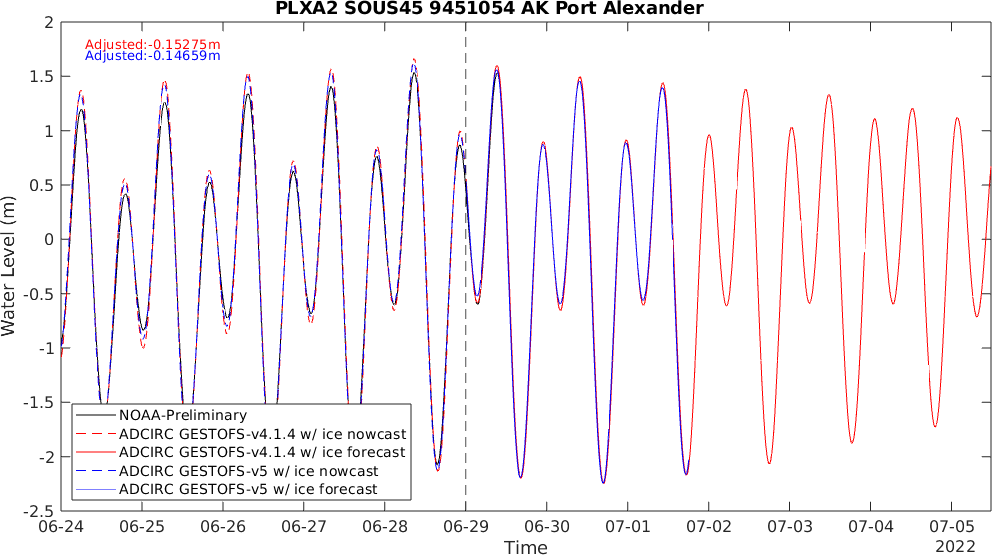 PLXA2 SOUS45 9451054 AK Port Alexander
Adjusted:-0.15275m
Adjusted:-0.14659m
Water Level (m)
2
1.5
1
0.5
0
-0.5
-1
-1.5
-2
-2.5
NOAA-Preliminary
ADCIRC GESTOFS-v4.1.4 w/ ice nowcast
ADCIRC GESTOFS-v4.1.4 w/ ice forecast
ADCIRC GESTOFS-v5 w/ ice nowcast
ADCIRC GESTOFS-v5 w/ ice forecast
06-24 06-25 06-26 06-27 06-28 06-29 06-30 07-01 07-02 07-03 07-04 07-05
Time
2022